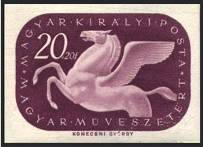 MAGYAR·KIRÁLYI·POSTA
20+20f
MAGYAR·MŰVÉSZETÉRT
KONECSNI GYÖRGY